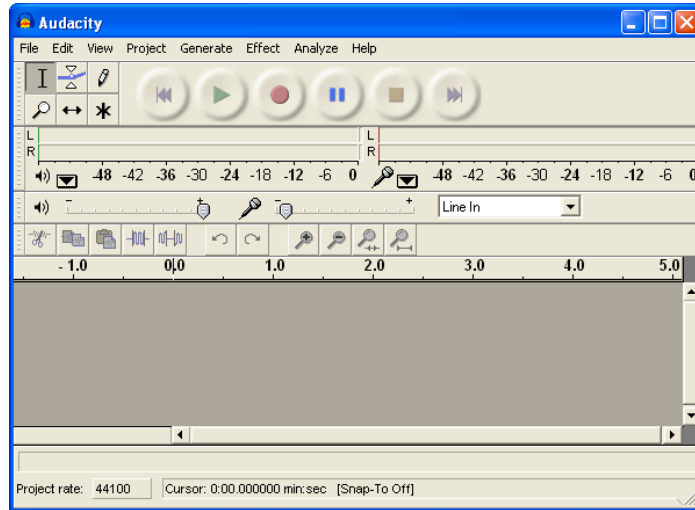 Audacity
File Edit View Project Generate Effect Analyze Help
L
R
-48 -42 -36 -30 -24 -18 -12 -6 0
L
R
-48 -42 -36 -30 -24 -18 -12 -6 0
- + - + Line In
- 1.0 0,0 1.0 2.0 3.0 4.0 5.0
Project rate: 44100 Cursor: 0:00.000000 min:sec [Snap-To Off]